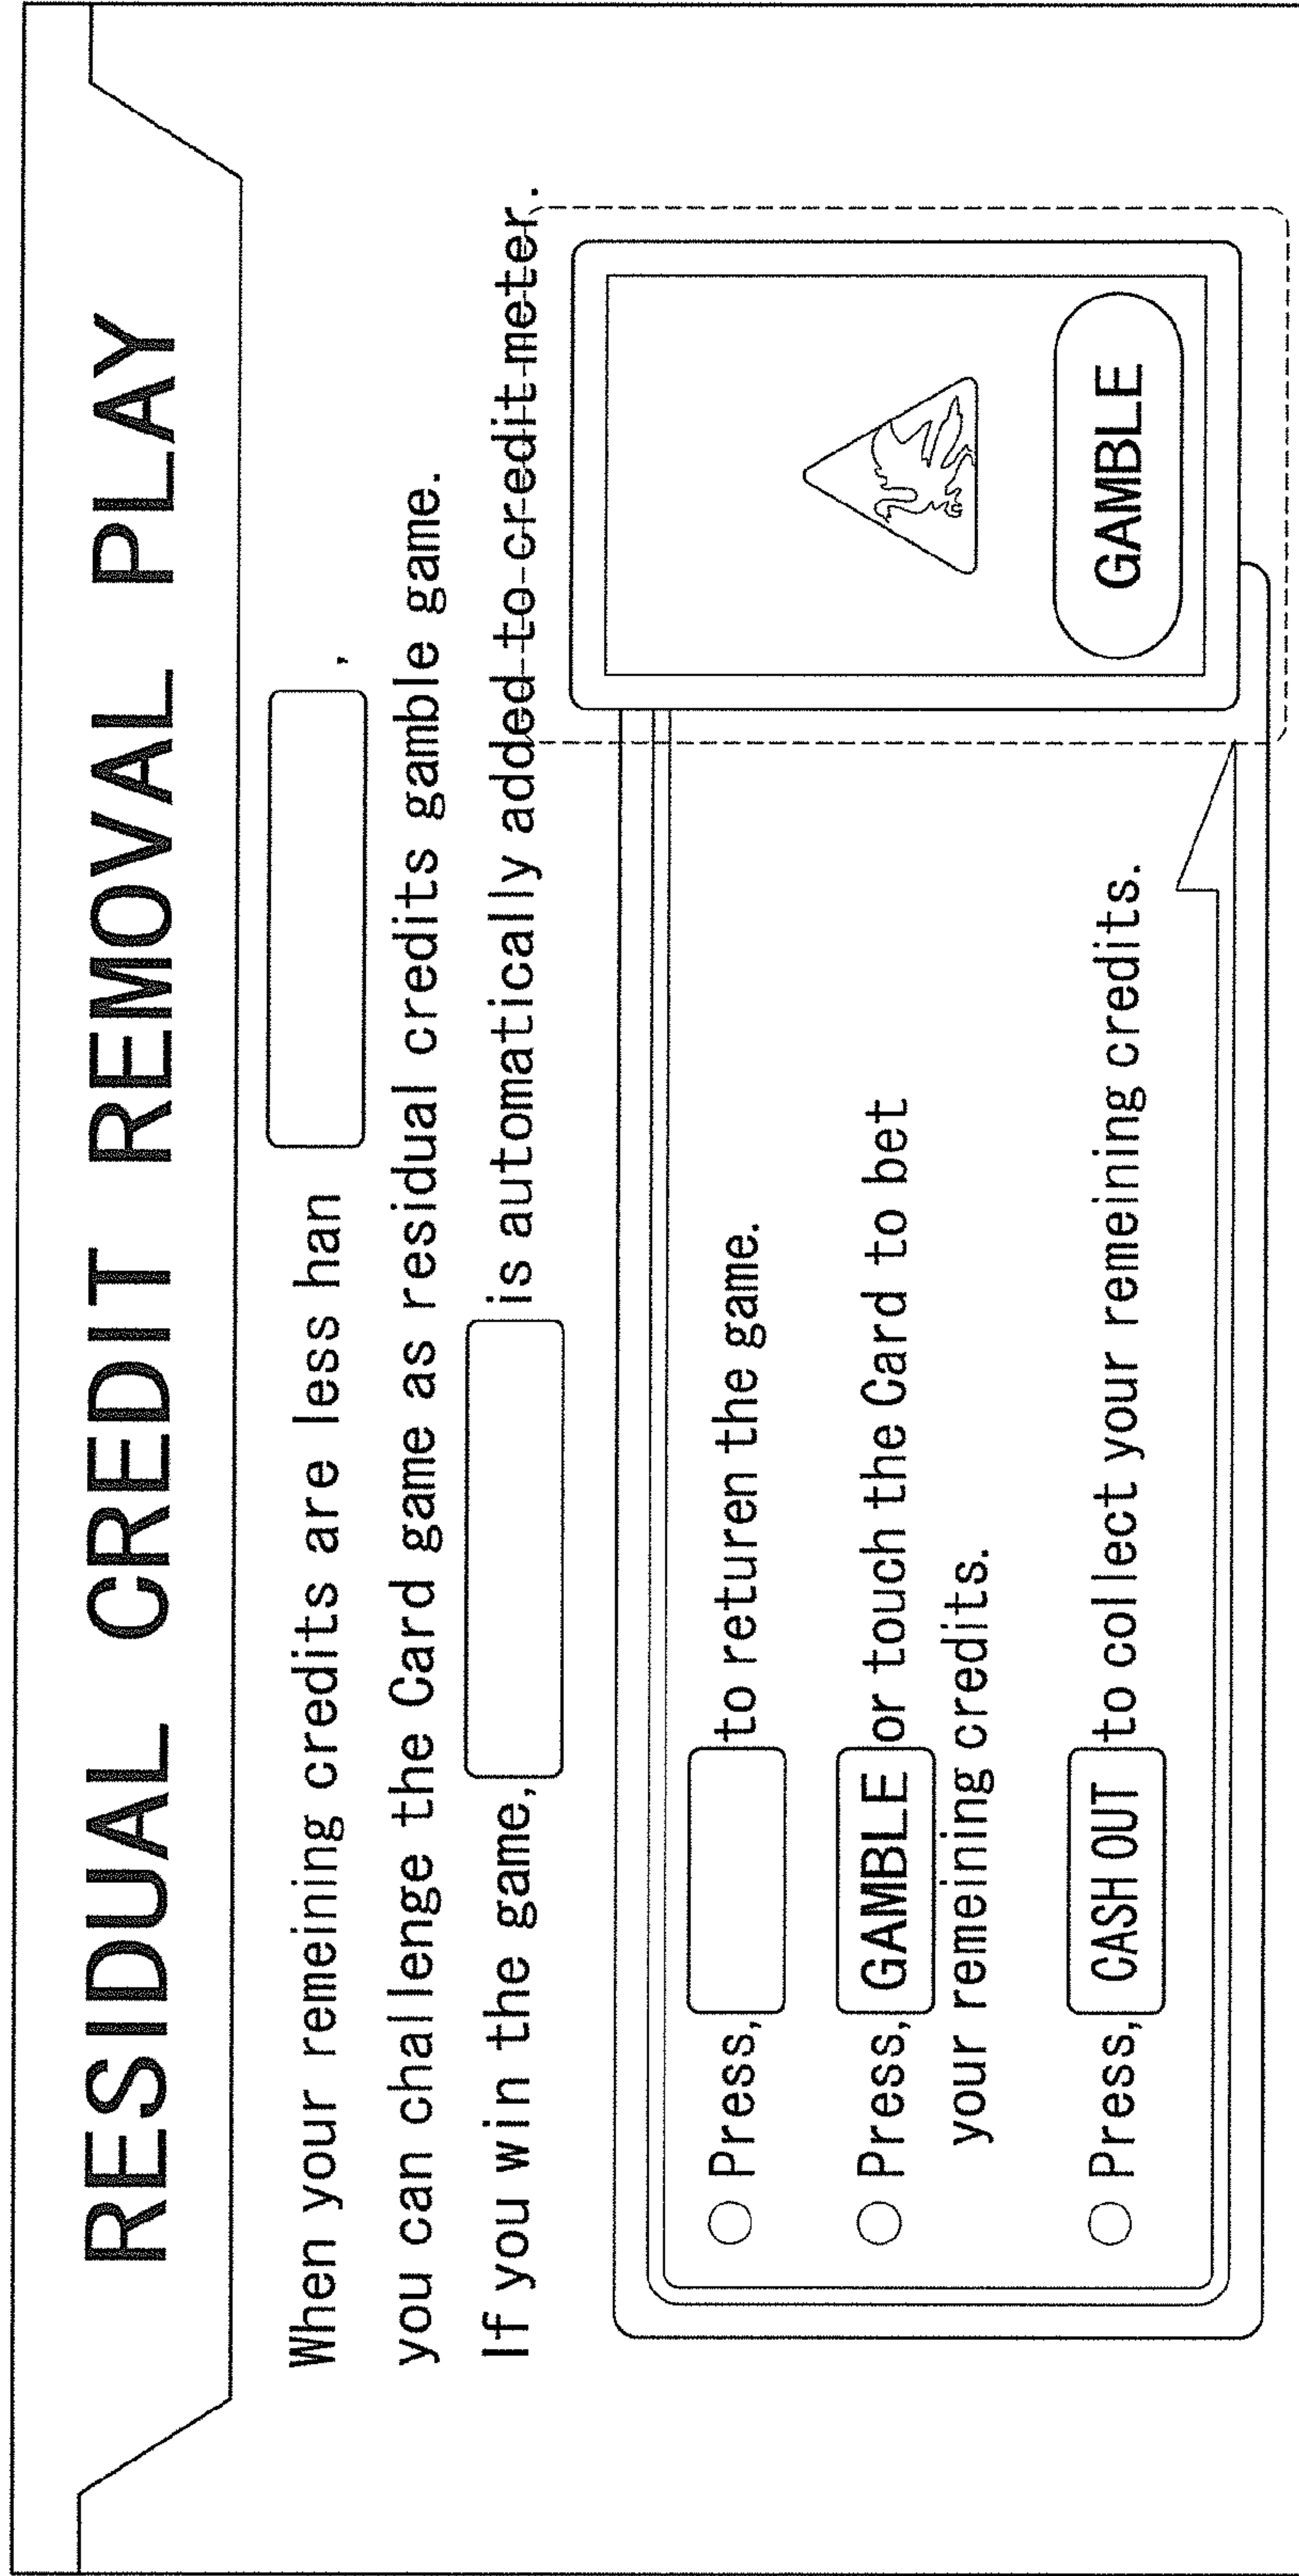 RESIDUAL CREDIT REMOVAL PLAY
When your remeining credits are less han ,
you can challenge the Card game as residual credits gamble game.
If you win the game, is automatically added to credit meter.
Press, to returen the game.
Press, GAMBLE or touch the Card to bet
your remeining credits.
Press, CASH OUT to collect your remeining credits.
GAMBLE